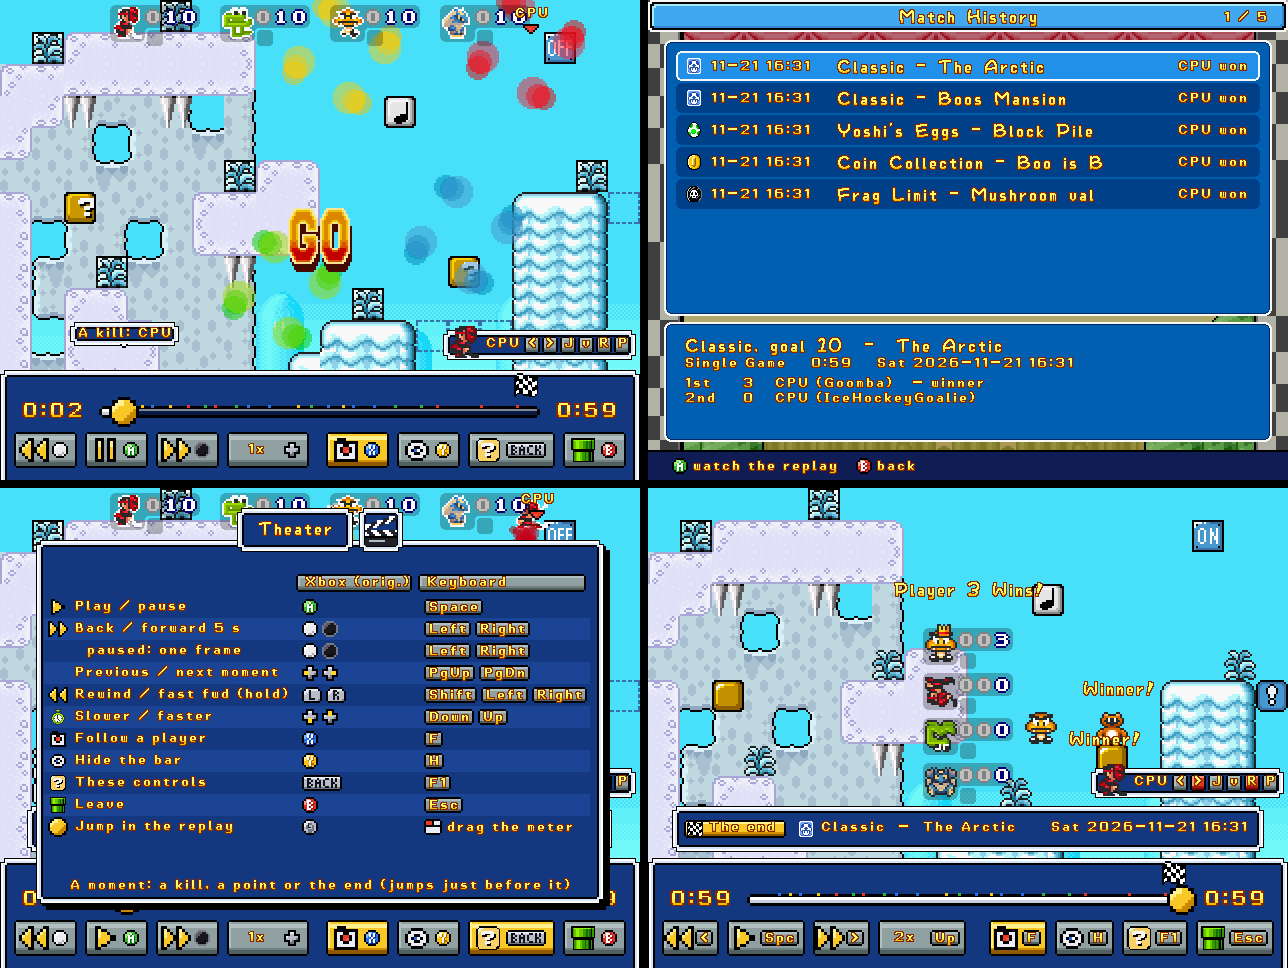 010 010 010 010 CPU
OFF
?
GO
?
A kill: CPU
CPU < > J U R P
0:02 0:59
A 1x X Y ? BACK B
Match History 1 / 5
11-21 16:31 Classic - The Arctic CPU won
11-21 16:31 Classic - Boos Mansion CPU won
11-21 16:31 Yoshi's Eggs - Block Pile CPU won
11-21 16:31 Coin Collection - Boo is B CPU won
11-21 16:31 Frag Limit - Mushroom val CPU won
Classic, goal 10 - The Arctic
Single Game 0:59 Sat 2026-11-21 16:31
1st 3 CPU (Goomba) - winner
2nd 0 CPU (IceHockeyGoalie)
A watch the replay B back
010 010 010 010 CPU
OFF
Theater
Xbox (orig.) Keyboard
Play / pause A Space
Back / forward 5 s Left Right
paused: one frame Left Right
Previous / next moment PgUp PgDn
Rewind / fast fwd (hold) L R Shift Left Right
Slower / faster Down Up
Follow a player X F
Hide the bar Y H
? These controls BACK F1
Leave B Esc
Jump in the replay drag the meter
A moment: a kill, a point or the end (jumps just before it)
P
A 1x X Y ? BACK B
ON
Player 3 Wins!
003
000
000
000
Winner!
Winner!
!
CPU < > J U R P
The end Classic - The Arctic Sat 2026-11-21 16:31
0:59 0:59
< Spc > 2x Up F H ? F1 Esc